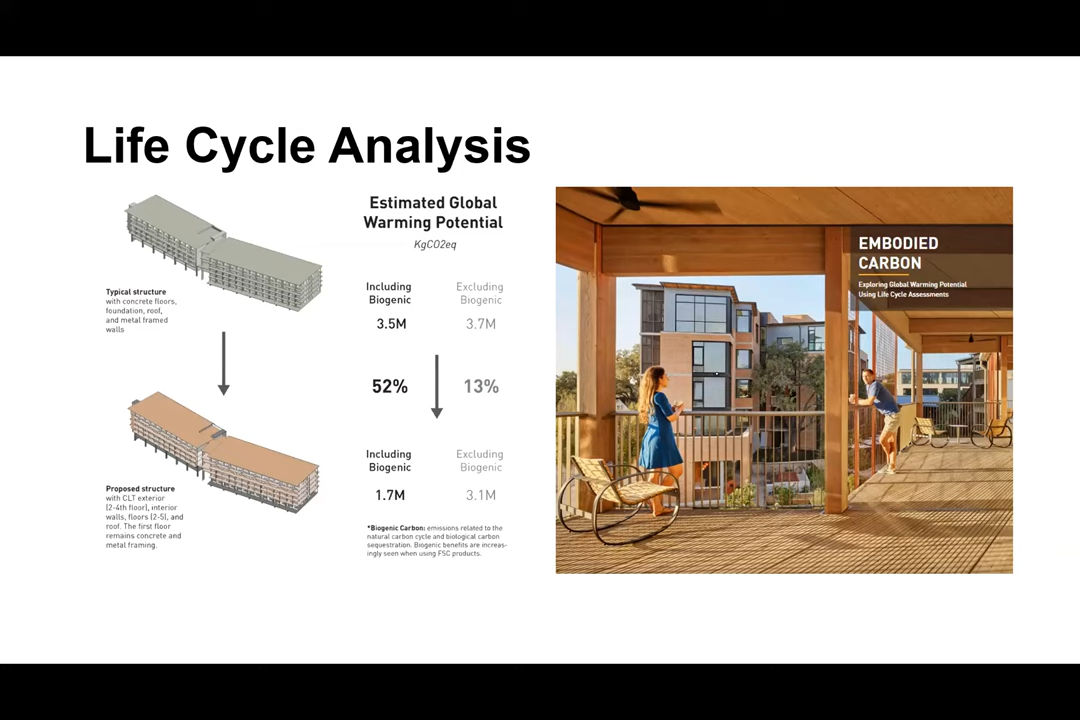 Life Cycle Analysis
Typical structure
with concrete floors,
foundation, roof,
and metal framed
walls
Proposed structure
with CLT exterior
(2-4th floor), interior
walls, floors (2-5), and
roof. The first floor
remains concrete and
metal framing.
Estimated Global
Warming Potential
KgCO2eq
Including
Biogenic
3.5M
Excluding
Biogenic
3.7M
52%
13%
Including
Biogenic
1.7M
Excluding
Biogenic
3.1M
*Biogenic Carbon: emissions related to the
natural carbon cycle and biological carbon
sequestration. Biogenic benefits are increas-
ingly seen when using FSC products.
EMBODIED
CARBON
Exploring Global Warming Potential
Using Life Cycle Assessments